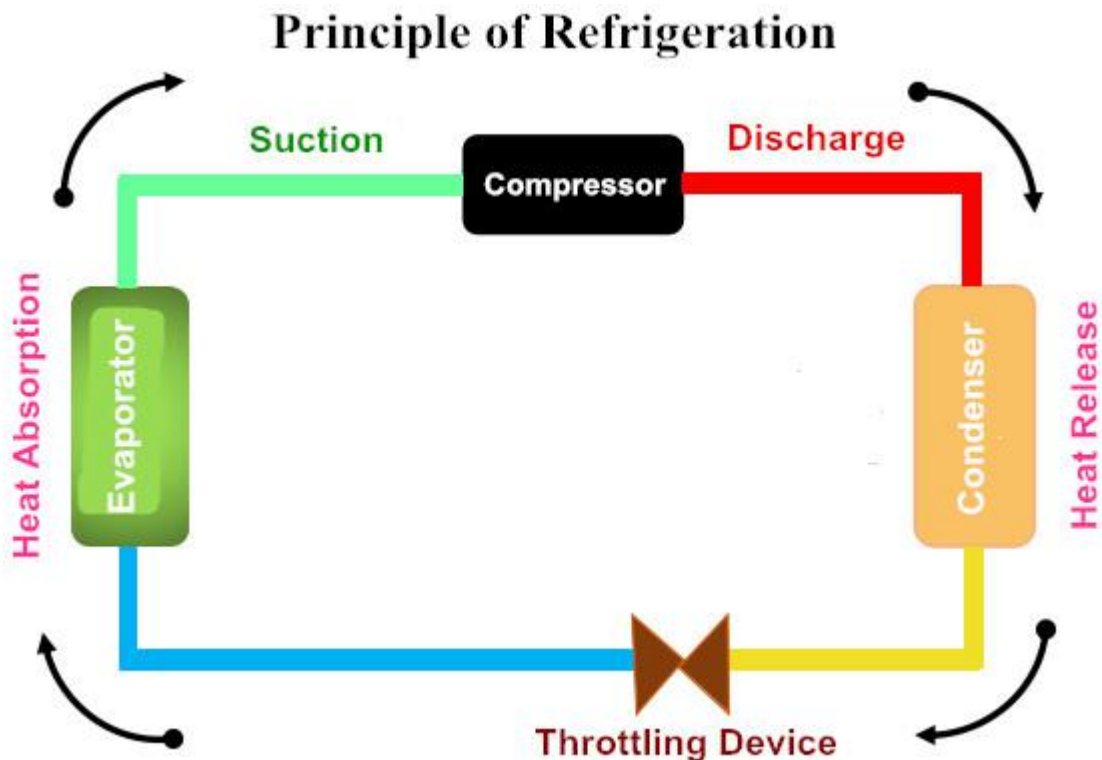 Principle of Refrigeration
Suction
Compressor
Discharge
Heat Absorption
Evaporator
Condenser
Heat Release
Throttling Device